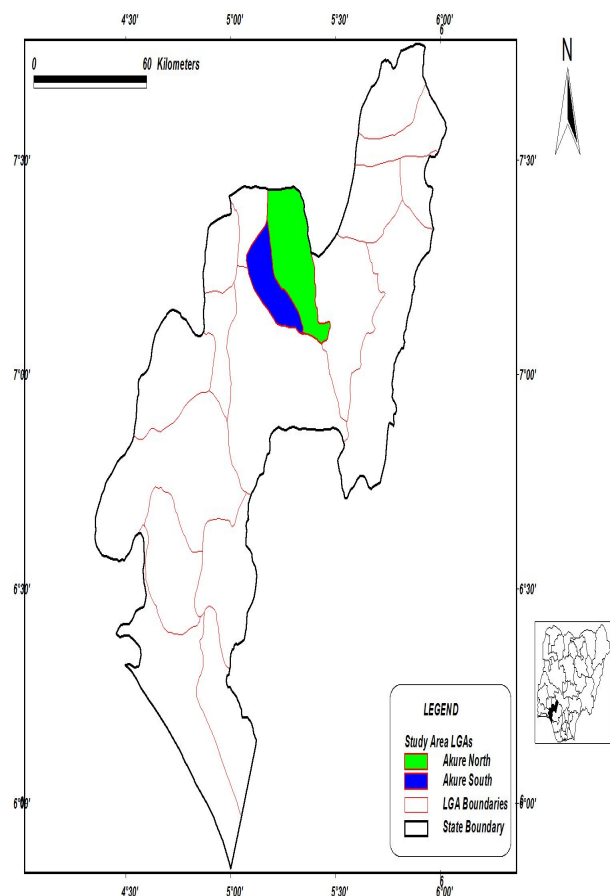 4°30' 5°00' 5°30' 6°00'
0 60 Kilometers
N
7°30' 7°30'
7°00' 7°00'
6°30' 6°30'
LEGEND
Study Area LGAs
Akure North
Akure South
LGA Boundaries
State Boundary
6°00' 6°00'
4°30' 5°00' 5°30' 6°00'